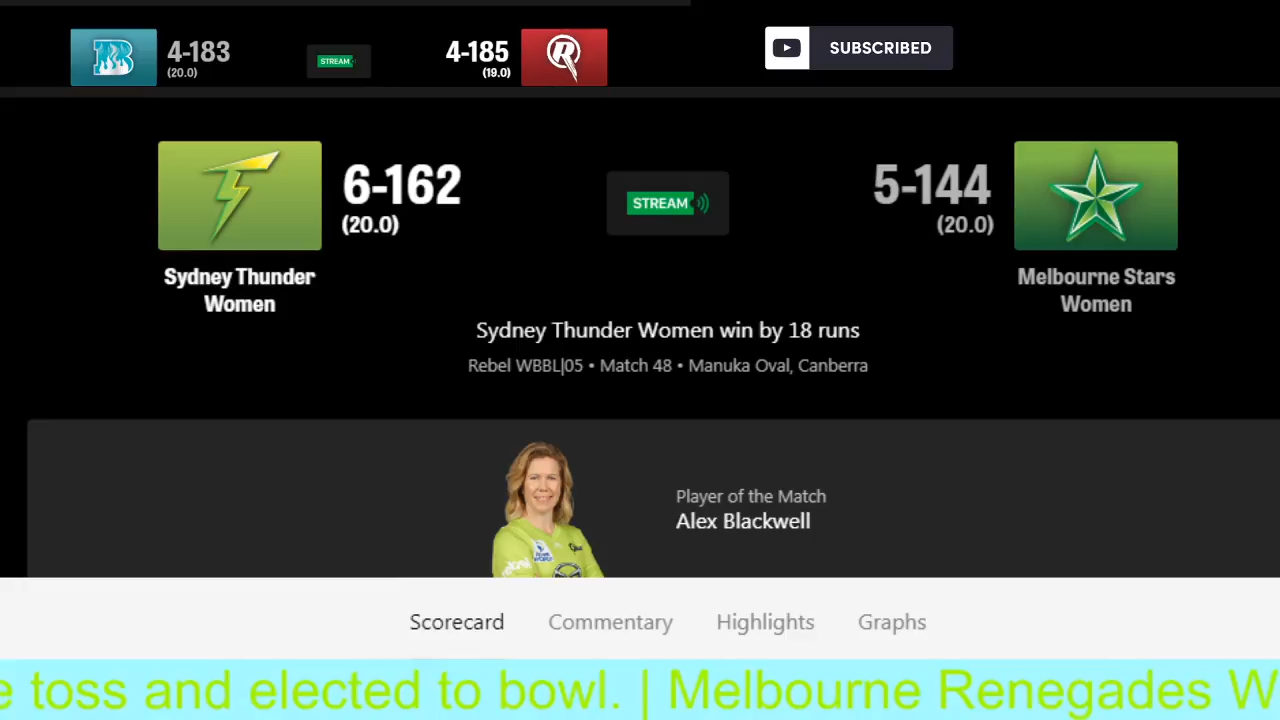 B 4-183 STREAM 4-185 R SUBSCRIBED
(20.0) (19.0)
6-162 STREAM 5-144
(20.0) (20.0)
Sydney Thunder Women
Melbourne Stars Women
Sydney Thunder Women win by 18 runs
Rebel WBBL|05 • Match 48 • Manuka Oval, Canberra
Player of the Match
Alex Blackwell
Scorecard Commentary Highlights Graphs
e toss and elected to bowl. | Melbourne Renegades W